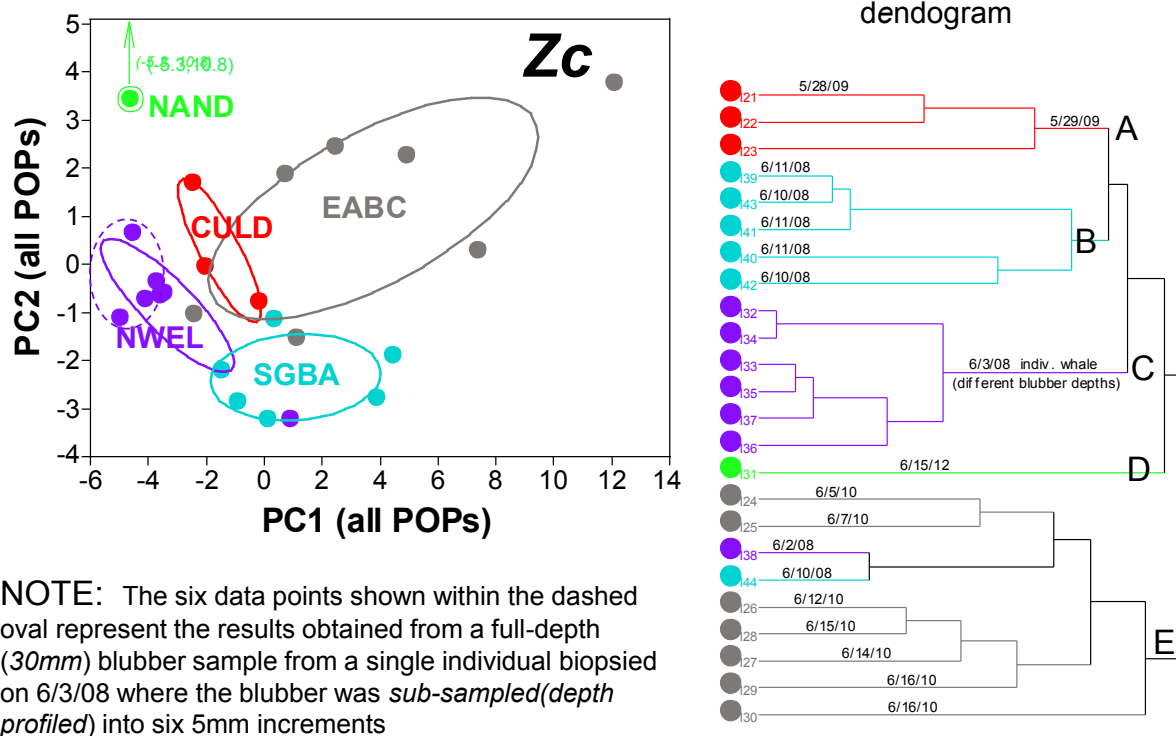 dendogram
5
4
3
2
1
0
-1
-2
-3
-4
PC2 (all POPs)
(-5.3,10.8)
Zc
NAND
EABC
CULD
NWEL
SGBA
-6
-4
-2
0
2
4
6
8
10
12
14
PC1 (all POPs)
NOTE: The six data points shown within the dashed
oval represent the results obtained from a full-depth
(30mm) blubber sample from a single individual biopsied
on 6/3/08 where the blubber was sub-sampled(depth
profiled) into six 5mm increments
I21 5/28/09
I22
5/29/09 A
I23
I39 6/11/08
I43 6/10/08
I41 6/11/08
B
I40 6/11/08
I42 6/10/08
I32
I34
I33
6/3/08 indiv. whale
C
(different blubber depths)
I35
I37
I36
I31 6/15/12 D
I24 6/5/10
I25 6/7/10
I38 6/2/08
I44 6/10/08
I26 6/12/10
I28 6/15/10
E
I27 6/14/10
I29 6/16/10
I30 6/16/10